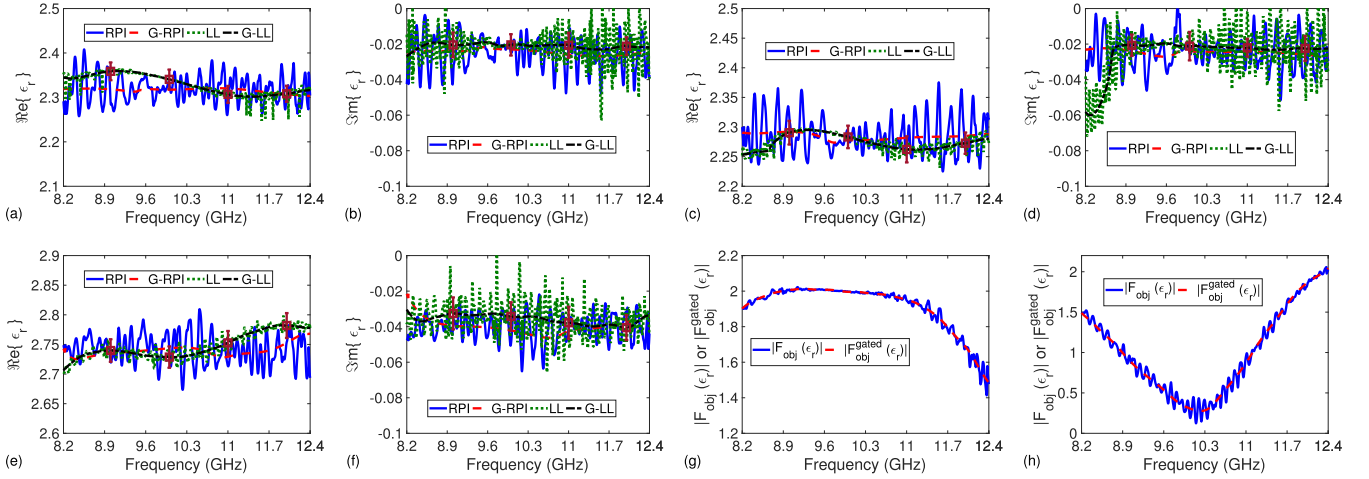 2.5
2.4
2.3
2.2
2.1
ℜe{ ϵr }
RPI G-RPI LL G-LL
8.2 8.9 9.6 10.3 11 11.7 12.4
Frequency (GHz)
(a)
0
-0.02
-0.04
-0.06
-0.08
-0.1
ℑm{ ϵr }
RPI G-RPI LL G-LL
8.2 8.9 9.6 10.3 11 11.7 12.4
Frequency (GHz)
(b)
2.5
2.45
2.4
2.35
2.3
2.25
2.2
ℜe{ ϵr }
RPI G-RPI LL G-LL
8.2 8.9 9.6 10.3 11 11.7 12.4
Frequency (GHz)
(c)
0
-0.02
-0.04
-0.06
-0.08
-0.1
ℑm{ ϵr }
RPI G-RPI LL G-LL
8.2 8.9 9.6 10.3 11 11.7 12.4
Frequency (GHz)
(d)
2.9
2.85
2.8
2.75
2.7
2.65
2.6
ℜe{ ϵr }
RPI G-RPI LL G-LL
8.2 8.9 9.6 10.3 11 11.7 12.4
Frequency (GHz)
(e)
0
-0.02
-0.04
-0.06
-0.08
-0.1
ℑm{ ϵr }
RPI G-RPI LL G-LL
8.2 8.9 9.6 10.3 11 11.7 12.4
Frequency (GHz)
(f)
2.2
2
1.8
1.6
1.4
1.2
|Fobj (ϵr)| or |Fobjgated (ϵr)|
|Fobj (ϵr)| |Fobjgated (ϵr)|
8.2 8.9 9.6 10.3 11 11.7 12.4
Frequency (GHz)
(g)
2
1.5
1
0.5
0
|Fobj (ϵr)| or |Fobjgated (ϵr)|
|Fobj (ϵr)| |Fobjgated (ϵr)|
8.2 8.9 9.6 10.3 11 11.7 12.4
Frequency (GHz)
(h)